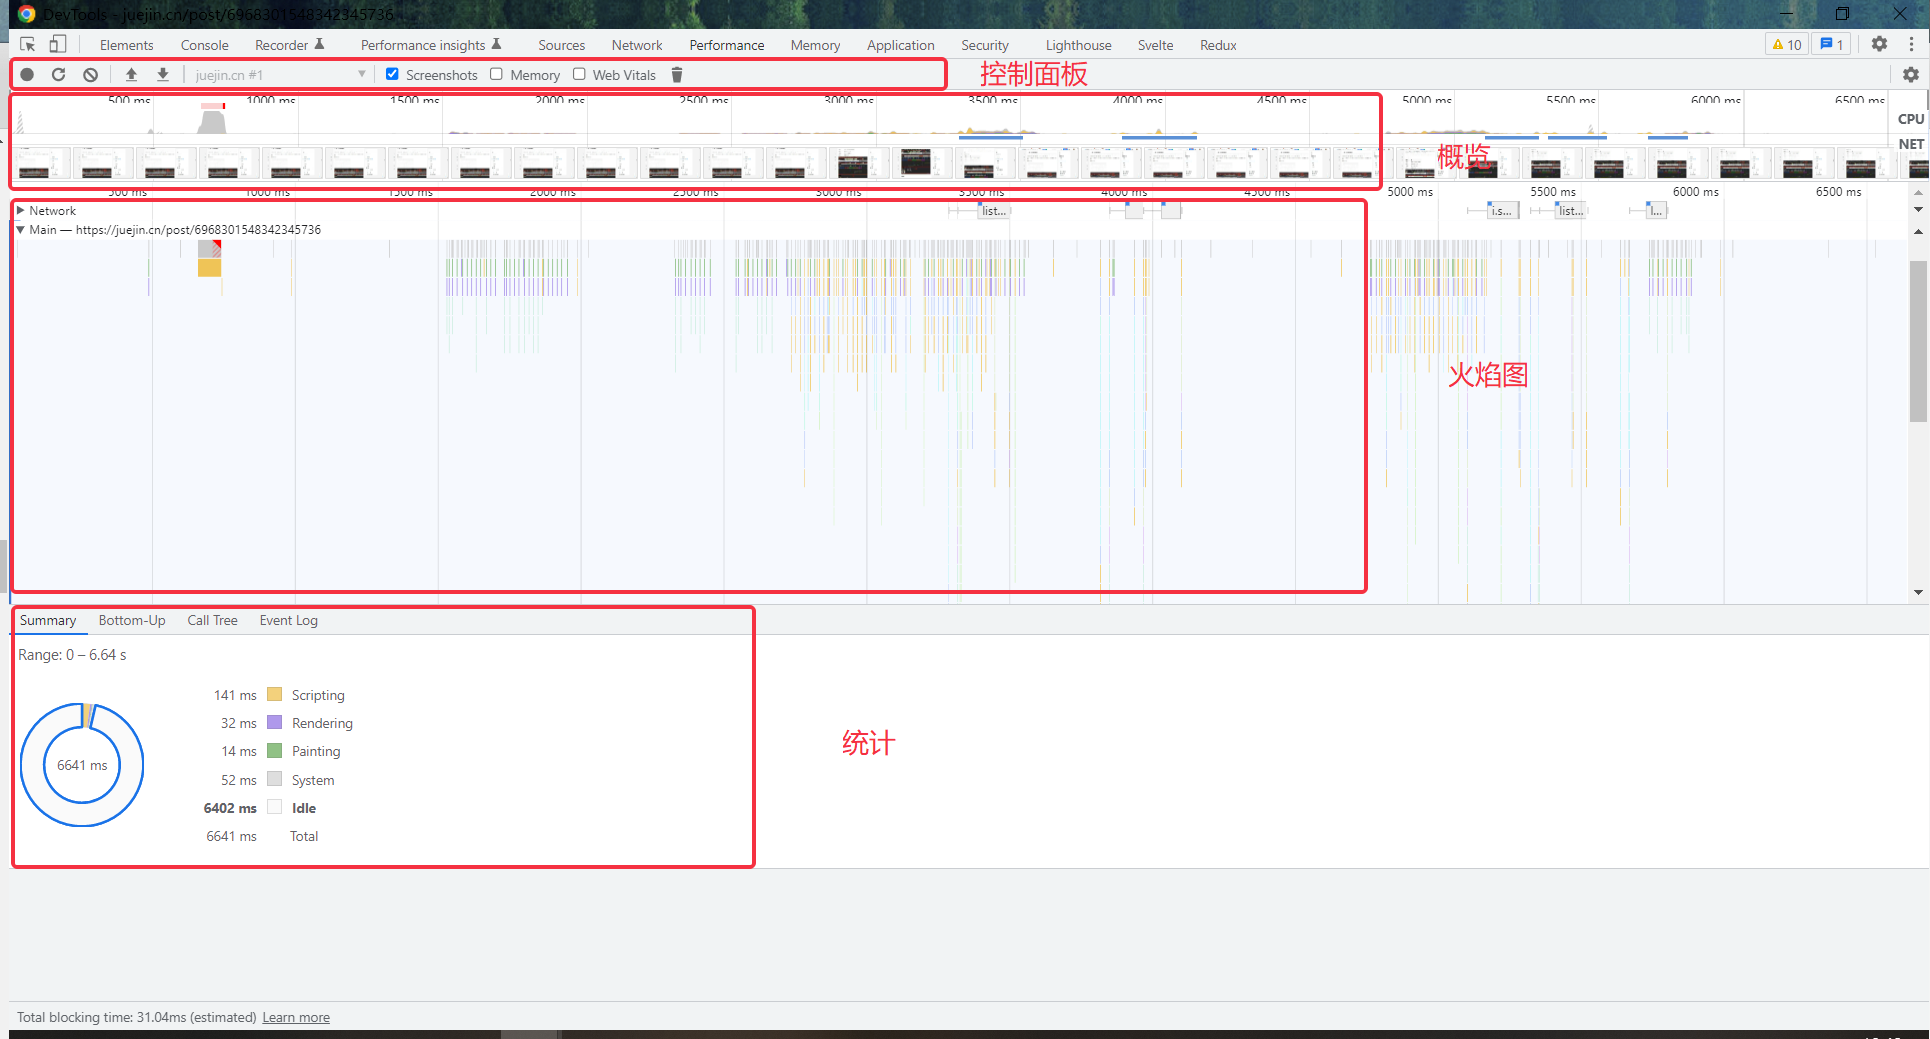 DevTools - juejin.cn/post/6968301548342345736
Elements Console Recorder Performance insights Sources Network Performance Memory Application Security Lighthouse Svelte Redux 10 1
juejin.cn #1 Screenshots Memory Web Vitals 控制面板
500 ms 1000 ms 1500 ms 2000 ms 2500 ms 3000 ms 3500 ms 4000 ms 4500 ms 5000 ms 5500 ms 6000 ms 6500 ms
CPU
NET
概览
500 ms 1000 ms 1500 ms 2000 ms 2500 ms 3000 ms 3500 ms 4000 ms 4500 ms 5000 ms 5500 ms 6000 ms 6500 ms
Network list... i.s... list... l...
Main — https://juejin.cn/post/6968301548342345736
火焰图
Summary Bottom-Up Call Tree Event Log
Range: 0 – 6.64 s
141 ms Scripting
32 ms Rendering
14 ms Painting
52 ms System
6402 ms Idle
6641 ms Total
6641 ms
统计
Total blocking time: 31.04ms (estimated) Learn more